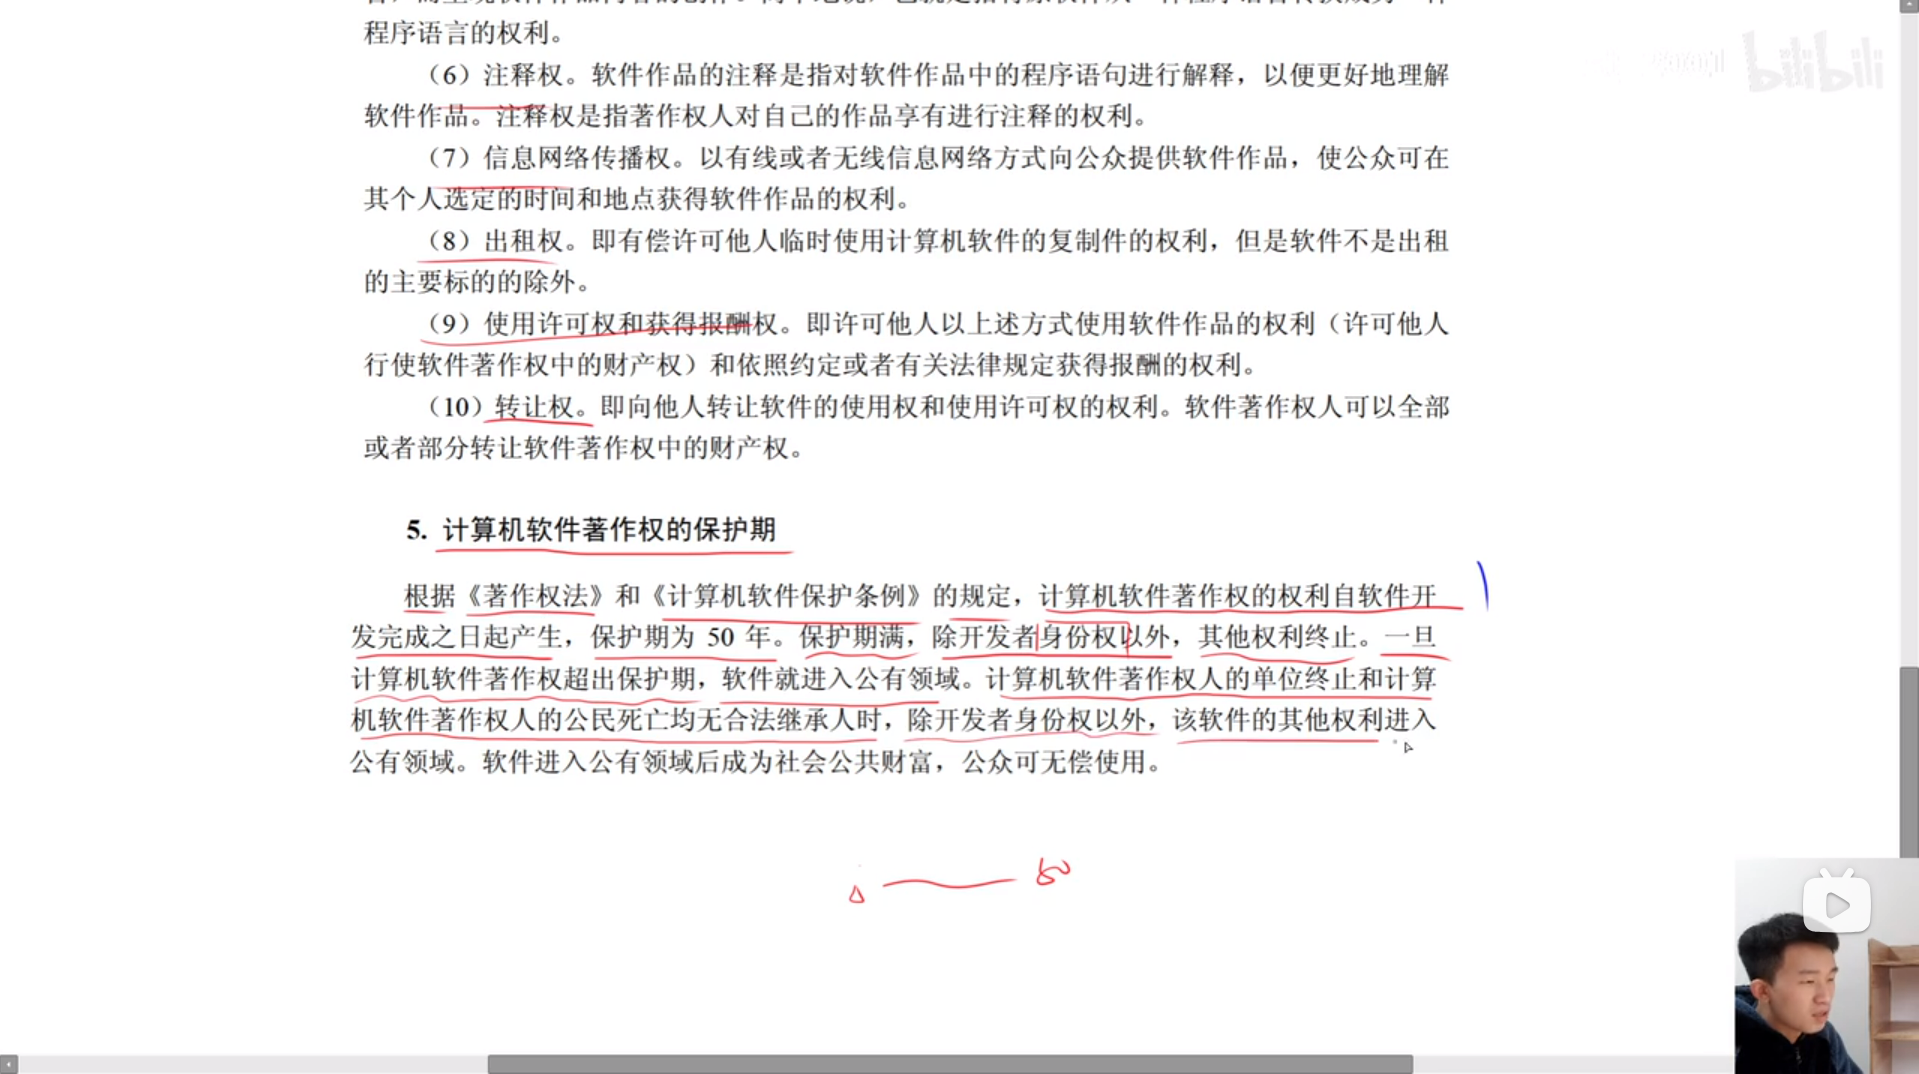 程序语言的权利。
（6）注释权。软件作品的注释是指对软件作品中的程序语句进行解释，以便更好地理解
软件作品。注释权是指著作权人对自己的作品享有进行注释的权利。
（7）信息网络传播权。以有线或者无线信息网络方式向公众提供软件作品，使公众可在
其个人选定的时间和地点获得软件作品的权利。
（8）出租权。即有偿许可他人临时使用计算机软件的复制件的权利，但是软件不是出租
的主要标的的除外。
（9）使用许可权和获得报酬权。即许可他人以上述方式使用软件作品的权利（许可他人
行使软件著作权中的财产权）和依照约定或者有关法律规定获得报酬的权利。
（10）转让权。即向他人转让软件的使用权和使用许可权的权利。软件著作权人可以全部
或者部分转让软件著作权中的财产权。
5. 计算机软件著作权的保护期
根据《著作权法》和《计算机软件保护条例》的规定，计算机软件著作权的权利自软件开
发完成之日起产生，保护期为 50 年。保护期满，除开发者身份权以外，其他权利终止。一旦
计算机软件著作权超出保护期，软件就进入公有领域。计算机软件著作权人的单位终止和计算
机软件著作权人的公民死亡均无合法继承人时，除开发者身份权以外，该软件的其他权利进入
公有领域。软件进入公有领域后成为社会公共财富，公众可无偿使用。
50
bilibili